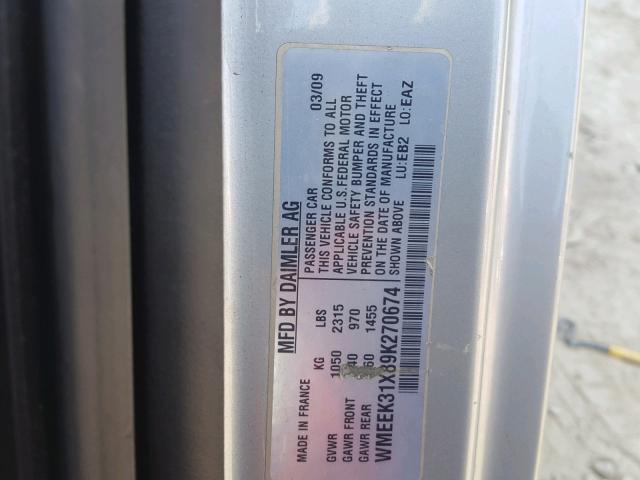 MFD BY DAIMLER AG
MADE IN FRANCE
KG LBS
GVWR 1050 2315
GAWR FRONT 40 970
GAWR REAR 60 1455
PASSENGER CAR 03/09
THIS VEHICLE CONFORMS TO ALL
APPLICABLE U.S.FEDERAL MOTOR
VEHICLE SAFETY BUMPER AND THEFT
PREVENTION STANDARDS IN EFFECT
ON THE DATE OF MANUFACTURE
SHOWN ABOVE LU:EB2 LO:EAZ
WMEEK31X89K270674